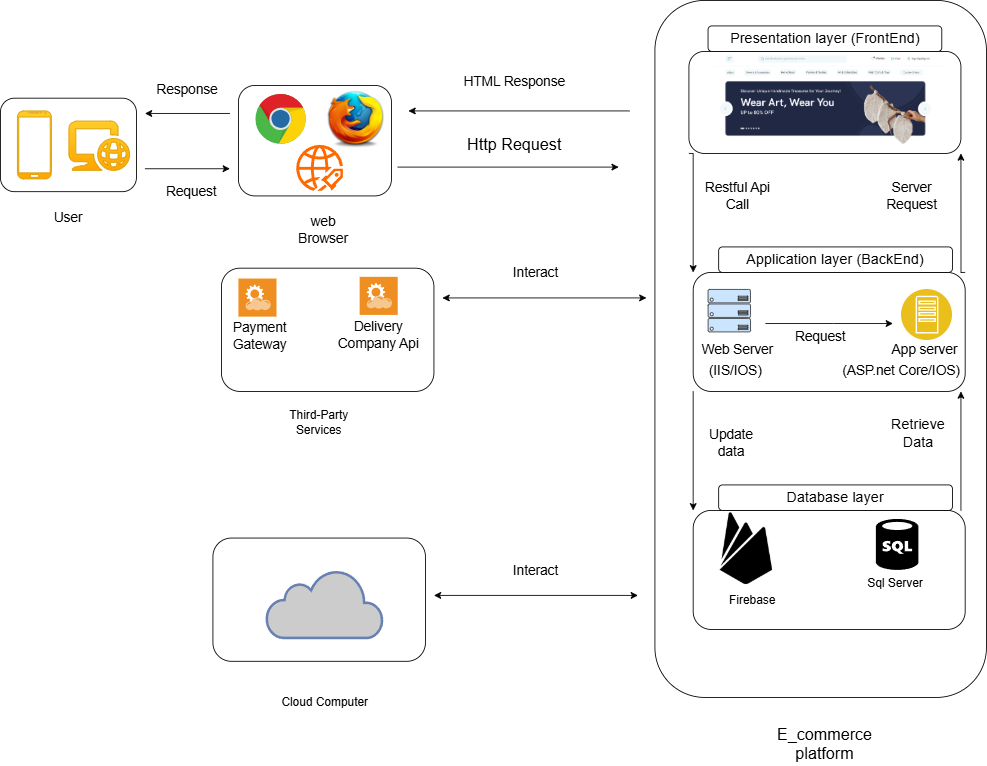 Presentation layer (FrontEnd)
Discover Unique Handmade Treasures for Your Journey!
Wear Art, Wear You
UP to 80% OFF
Response
HTML Response
Http Request
Request
User
web
Browser
Restful Api
Call
Server
Request
Application layer (BackEnd)
Interact
Payment
Gateway
Delivery
Company Api
Third-Party
Services
Web Server
(IIS/IOS)
Request
App server
(ASP.net Core/IOS)
Update
data
Retrieve
Data
Database layer
SQL
Firebase
Sql Server
Interact
Cloud Computer
E_commerce
platform